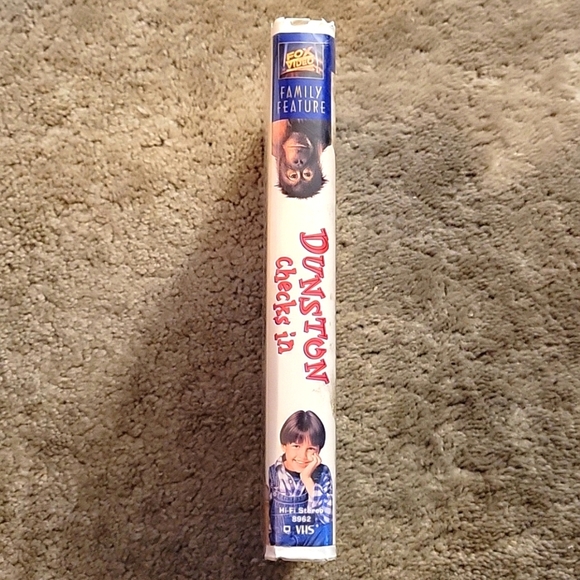 FOX
VIDEO
FAMILY
FEATURE
DUNSTON
checks in
Hi-Fi Stereo
8962
VHS